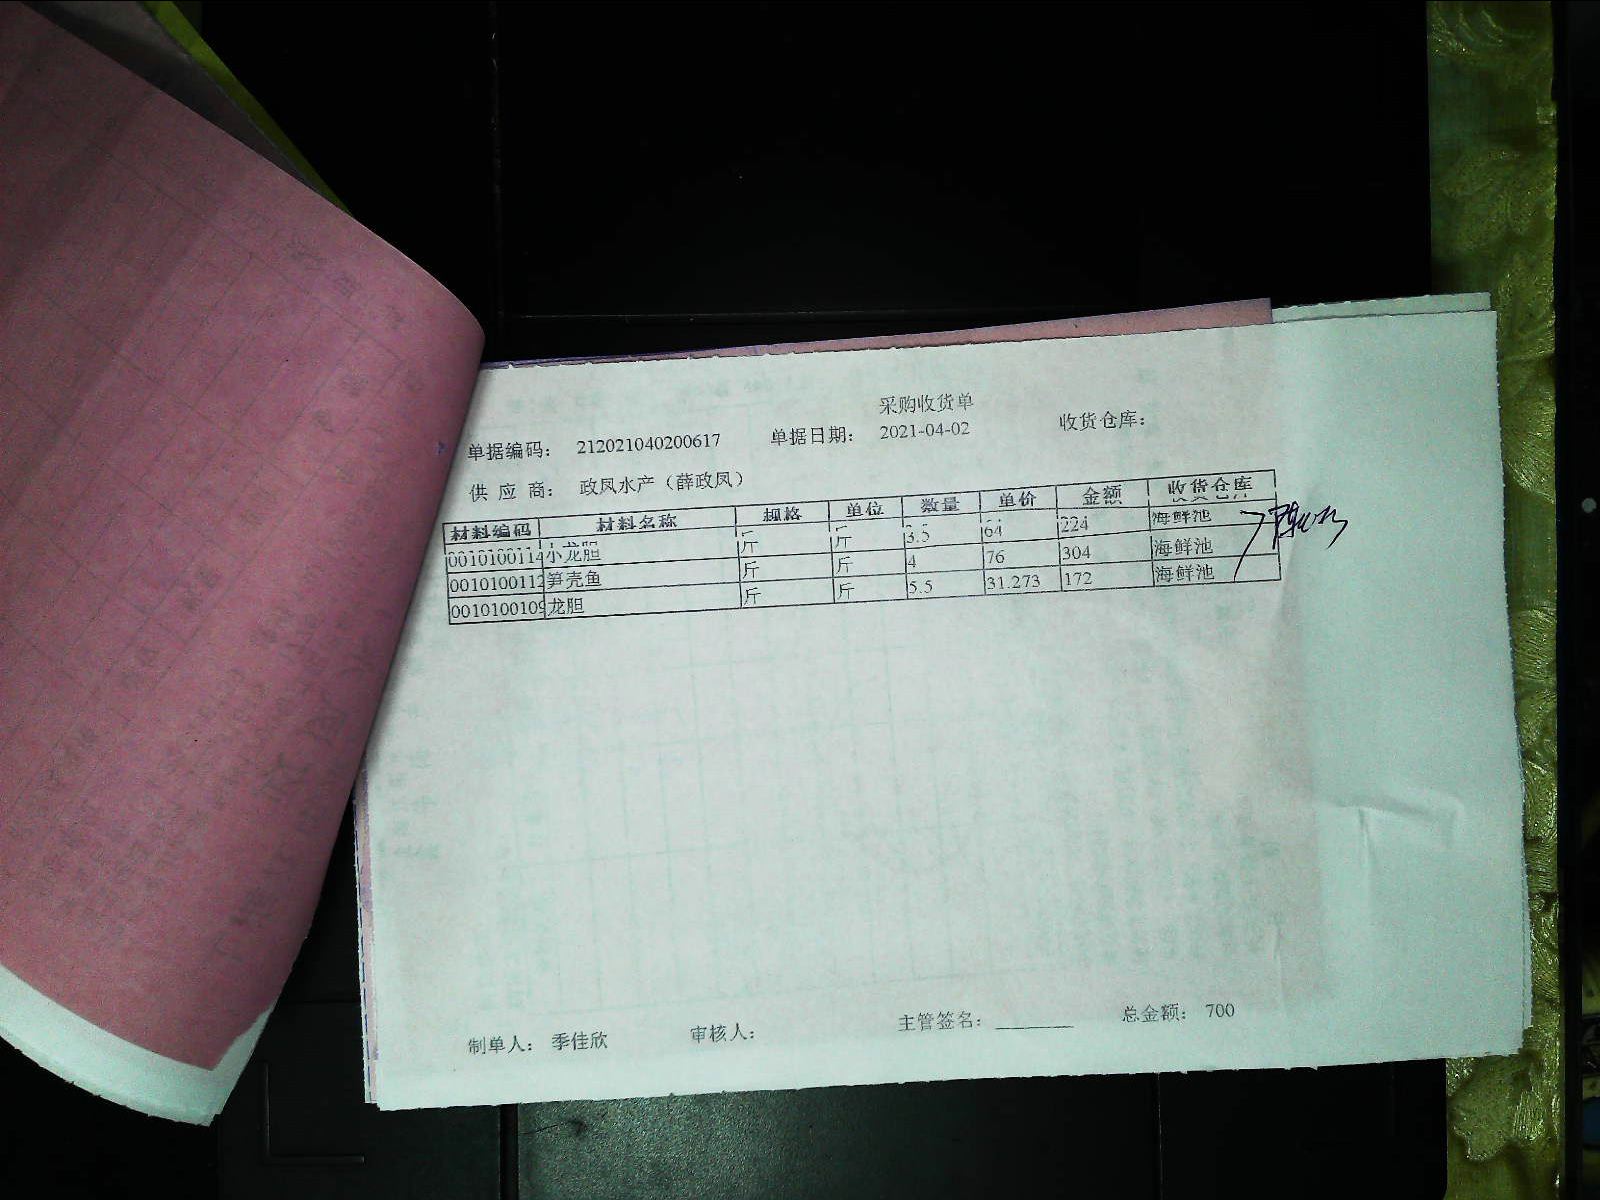 采购收货单
单据编码： 212021040200617 单据日期： 2021-04-02 收货仓库：
供 应 商： 政凤水产（薛政凤）
材料编码 材料名称 规格 单位 数量 单价 金额 收货仓库
0010100114 小龙胆 斤 斤 3.5 64 224 海鲜池
0010100112 笋壳鱼 斤 斤 4 76 304 海鲜池
0010100109 龙胆 斤 斤 5.5 31.273 172 海鲜池
制单人： 季佳欣 审核人： 主管签名： 总金额： 700